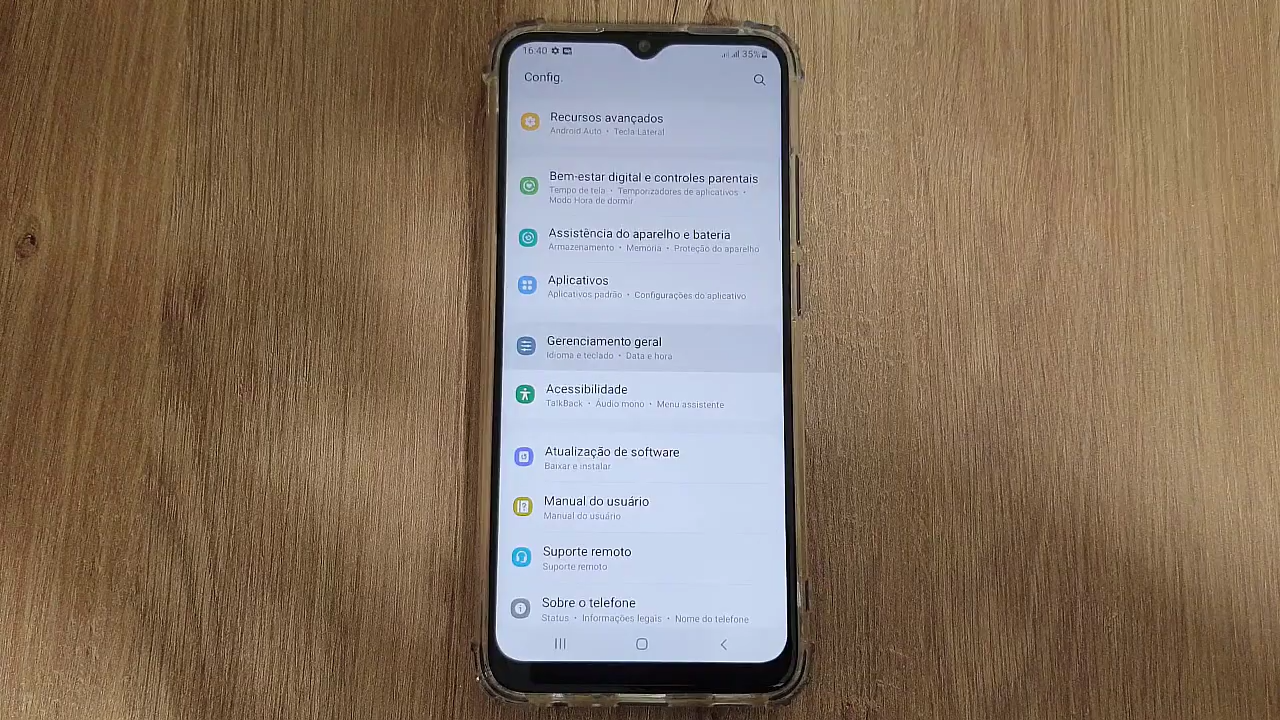 16:40
35%
Config.
Recursos avançados
Android Auto • Tecla Lateral
Bem-estar digital e controles parentais
Tempo de tela • Temporizadores de aplicativos •
Modo Hora de dormir
Assistência do aparelho e bateria
Armazenamento • Memória • Proteção do aparelho
Aplicativos
Aplicativos padrão • Configurações do aplicativo
Gerenciamento geral
Idioma e teclado • Data e hora
Acessibilidade
TalkBack • Áudio mono • Menu assistente
Atualização de software
Baixar e instalar
Manual do usuário
Manual do usuário
Suporte remoto
Suporte remoto
Sobre o telefone
Status • Informações legais • Nome do telefone